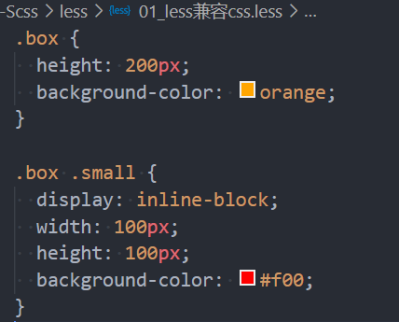 -Scss > less > {less} 01_less兼容css.less > ...
.box {
  height: 200px;
  background-color: orange;
}
.box .small {
  display: inline-block;
  width: 100px;
  height: 100px;
  background-color: #f00;
}